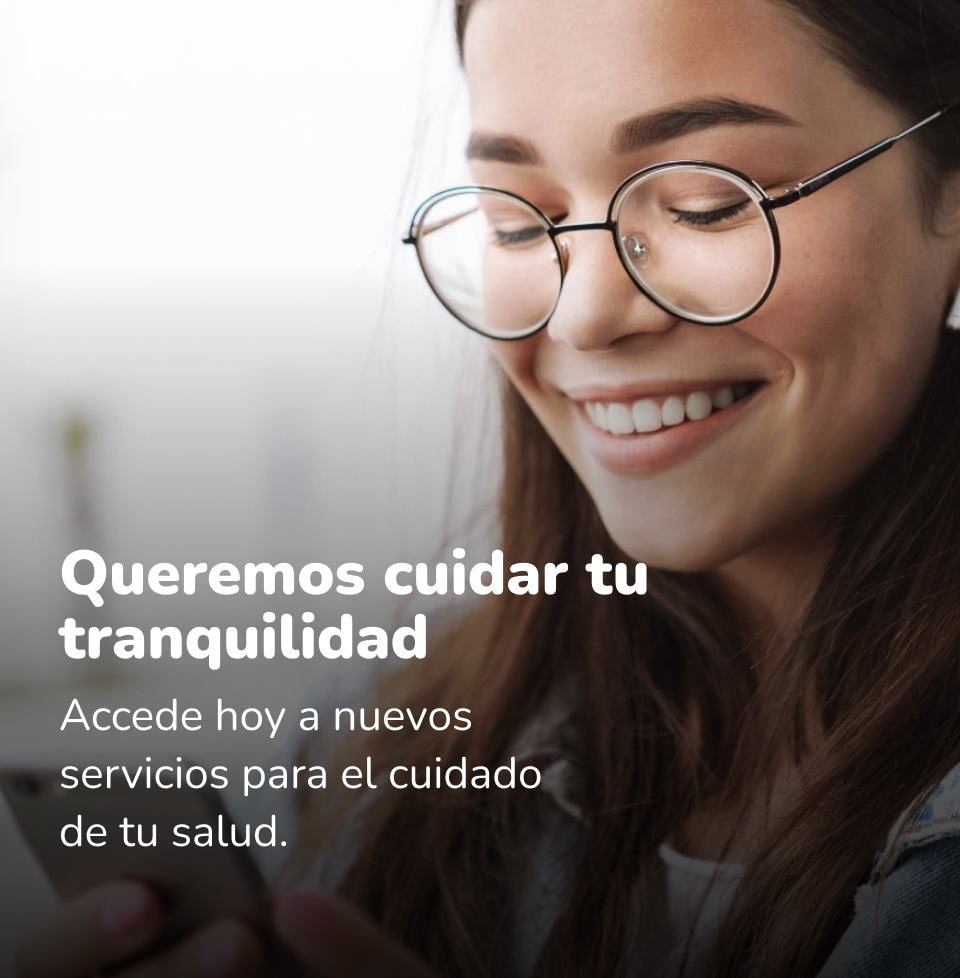 Queremos cuidar tu
tranquilidad
Accede hoy a nuevos
servicios para el cuidado
de tu salud.